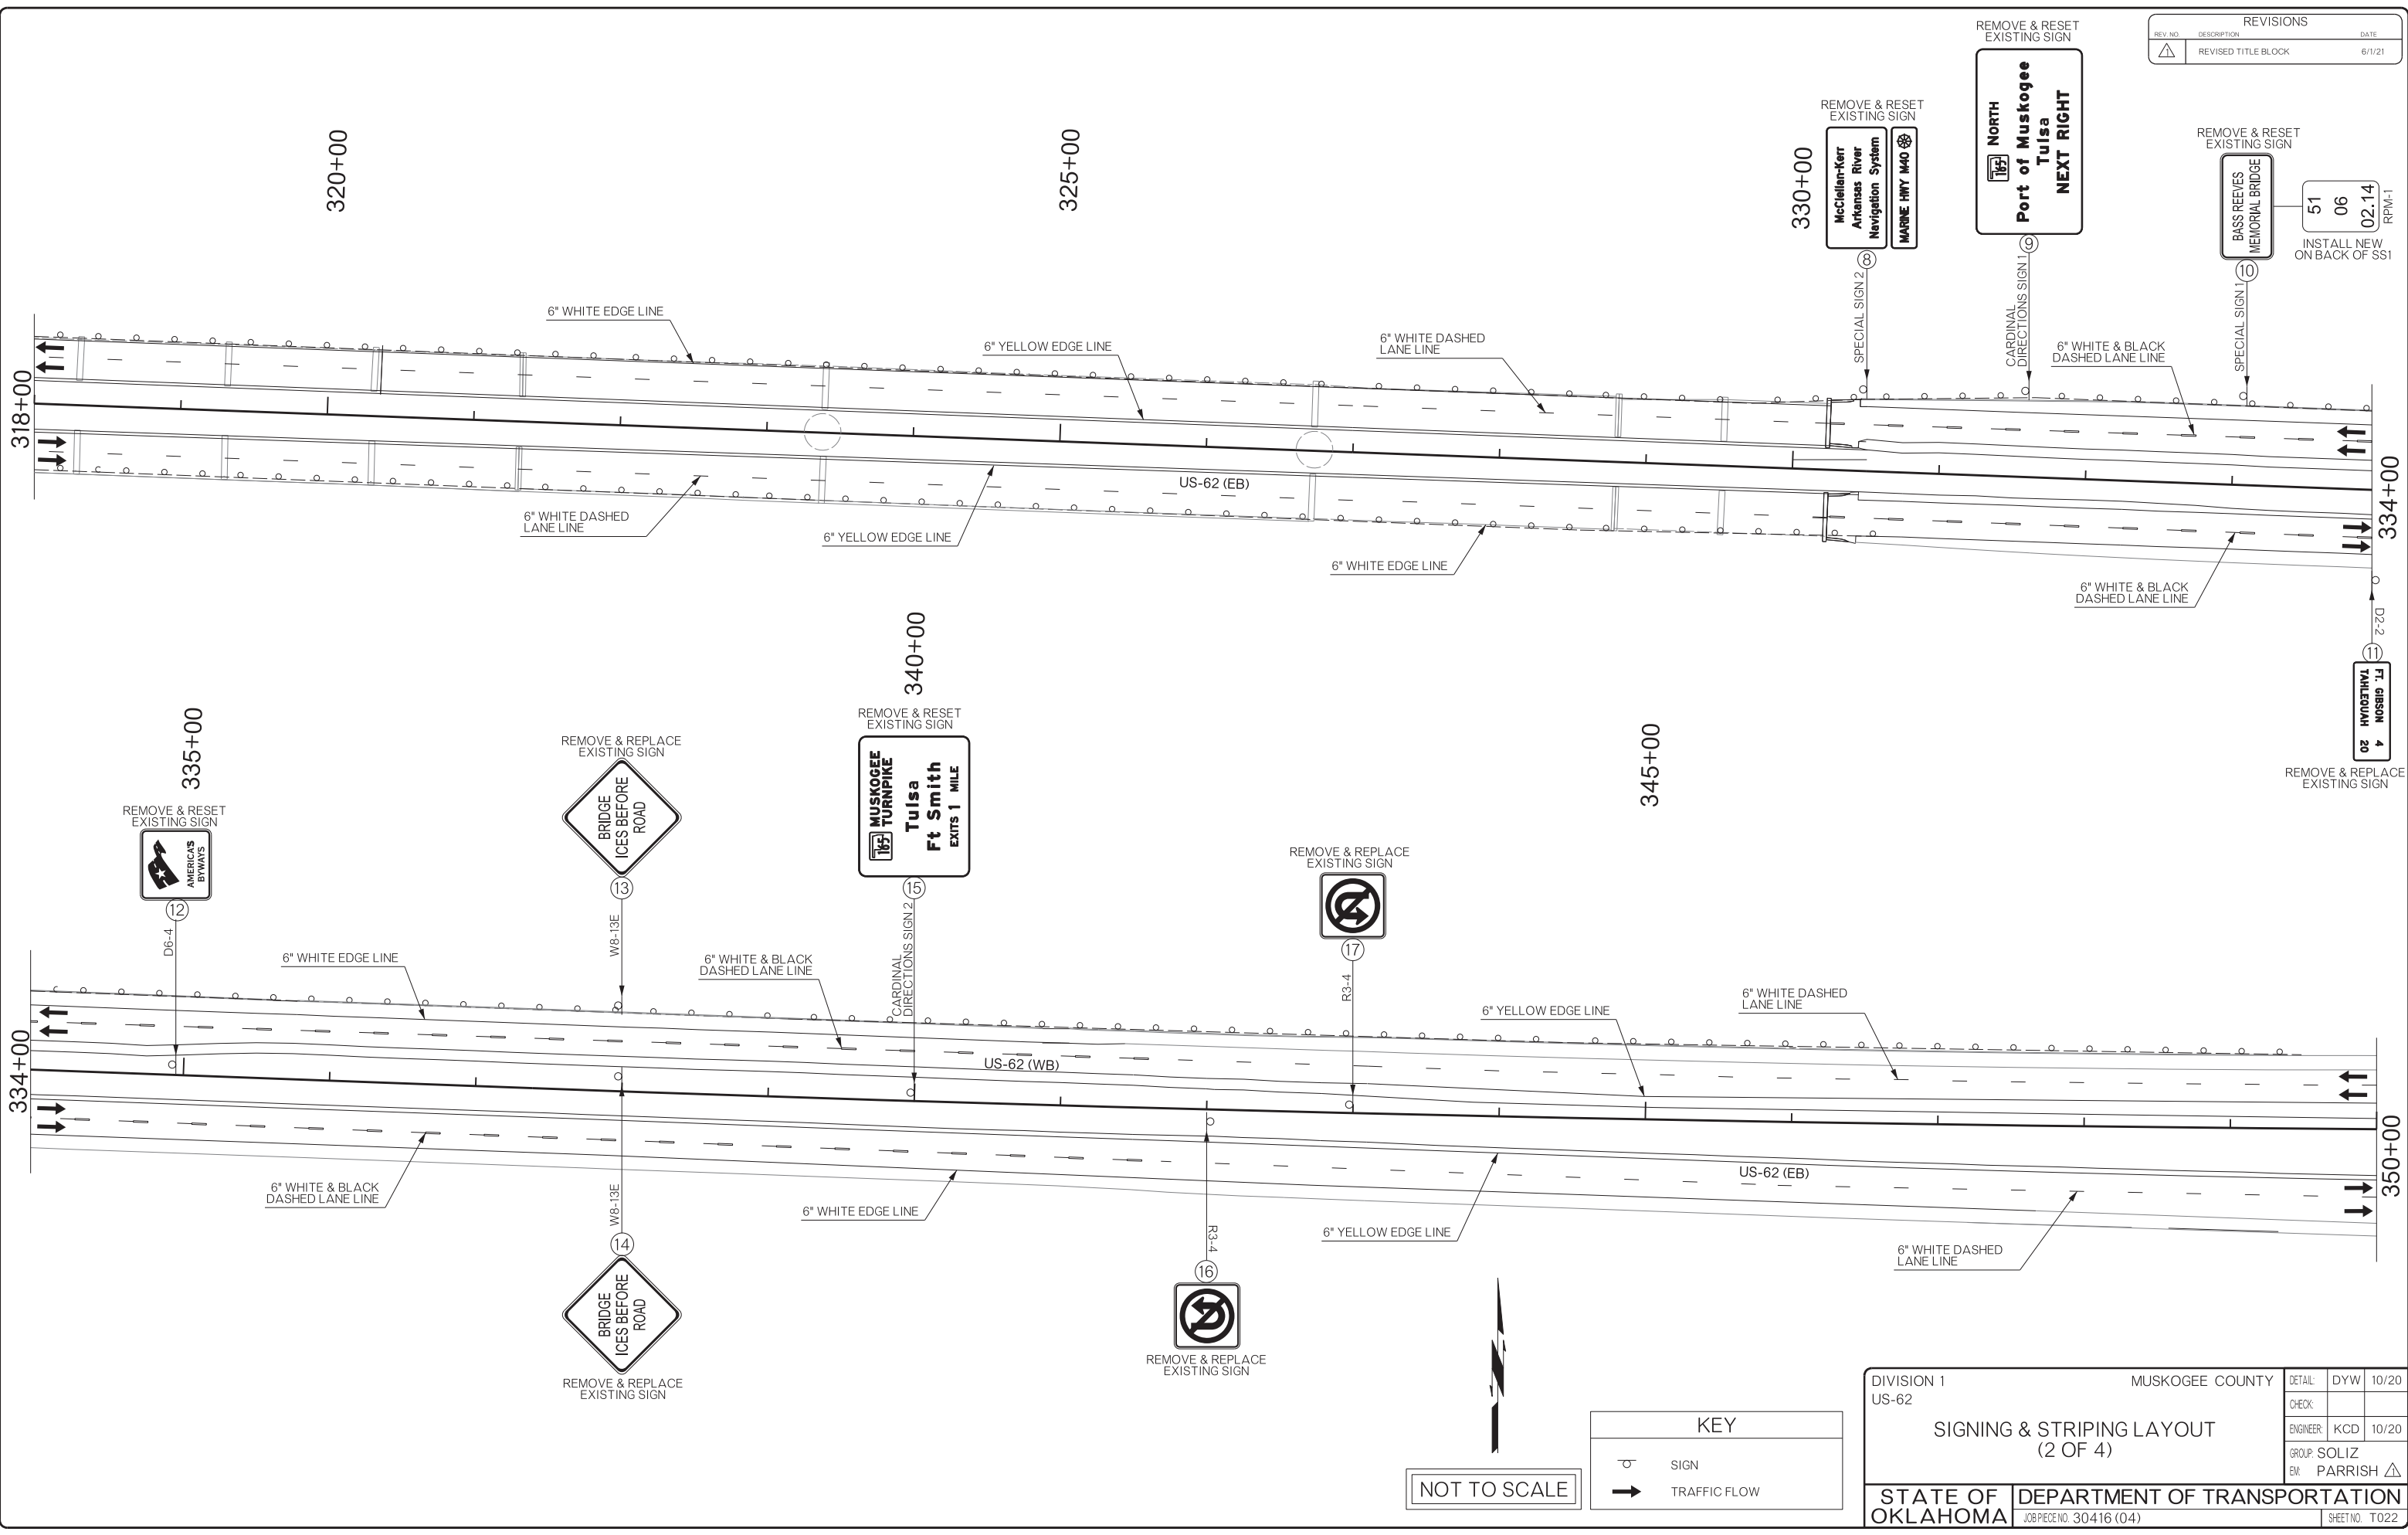 REVISIONS
REV. NO. DESCRIPTION DATE
1 REVISED TITLE BLOCK 6/1/21
320+00
325+00
330+00
REMOVE & RESET
EXISTING SIGN
McClellan-Kerr
Arkansas River
Navigation System
MARINE HWY M40
8
SPECIAL SIGN 2
REMOVE & RESET
EXISTING SIGN
165 NORTH
Port of Muskogee
Tulsa
NEXT RIGHT
9
CARDINAL
DIRECTIONS SIGN 1
REMOVE & RESET
EXISTING SIGN
BASS REEVES
MEMORIAL BRIDGE
10
SPECIAL SIGN 1
51
06
02.14
RPM-1
INSTALL NEW
ON BACK OF SS1
6" WHITE EDGE LINE
6" YELLOW EDGE LINE
6" WHITE DASHED
LANE LINE
6" WHITE & BLACK
DASHED LANE LINE
318+00
334+00
US-62 (EB)
6" WHITE DASHED
LANE LINE
6" YELLOW EDGE LINE
6" WHITE EDGE LINE
6" WHITE & BLACK
DASHED LANE LINE
D2-2
11
FT. GIBSON 4
TAHLEQUAH 20
REMOVE & REPLACE
EXISTING SIGN
335+00
340+00
345+00
REMOVE & RESET
EXISTING SIGN
AMERICA'S
BYWAYS
12
D6-4
REMOVE & REPLACE
EXISTING SIGN
BRIDGE
ICES BEFORE
ROAD
13
W8-13E
REMOVE & RESET
EXISTING SIGN
165 MUSKOGEE
TURNPIKE
Tulsa
Ft Smith
EXITS 1 MILE
15
CARDINAL
DIRECTIONS SIGN 2
REMOVE & REPLACE
EXISTING SIGN
17
R3-4
6" WHITE EDGE LINE
6" WHITE & BLACK
DASHED LANE LINE
6" YELLOW EDGE LINE
6" WHITE DASHED
LANE LINE
334+00
US-62 (WB)
US-62 (EB)
350+00
6" WHITE & BLACK
DASHED LANE LINE
W8-13E
14
BRIDGE
ICES BEFORE
ROAD
REMOVE & REPLACE
EXISTING SIGN
6" WHITE EDGE LINE
R3-4
16
REMOVE & REPLACE
EXISTING SIGN
6" YELLOW EDGE LINE
6" WHITE DASHED
LANE LINE
N
NOT TO SCALE
KEY
SIGN
TRAFFIC FLOW
DIVISION 1 MUSKOGEE COUNTY
US-62
SIGNING & STRIPING LAYOUT
(2 OF 4)
DETAIL: DYW 10/20
CHECK:
ENGINEER: KCD 10/20
GROUP: SOLIZ
EM: PARRISH 1
STATE OF
OKLAHOMA
DEPARTMENT OF TRANSPORTATION
JOB PIECE NO. 30416 (04) SHEET NO. T022